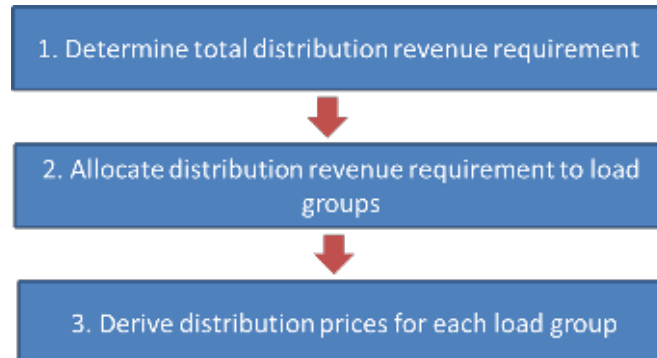 1. Determine total distribution revenue requirement
2. Allocate distribution revenue requirement to load
groups
3. Derive distribution prices for each load group